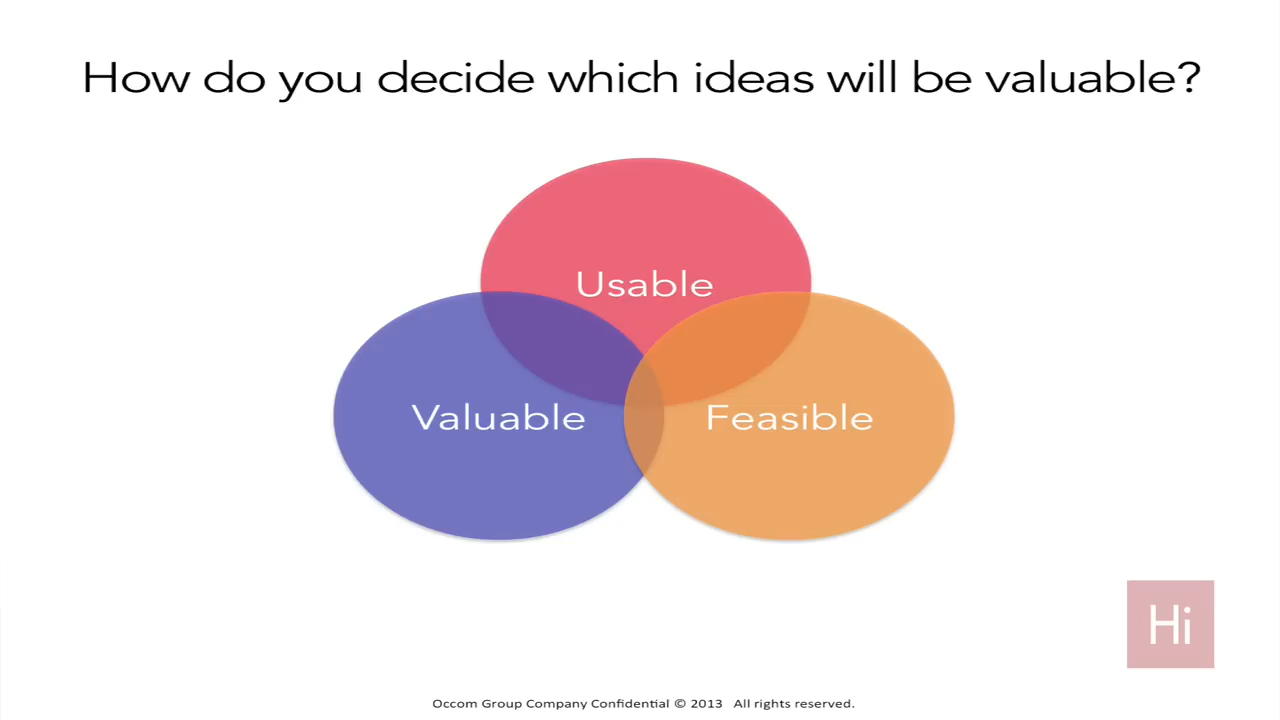 How do you decide which ideas will be valuable?
Usable
Valuable
Feasible
Hi
Occom Group Company Confidential © 2013 All rights reserved.